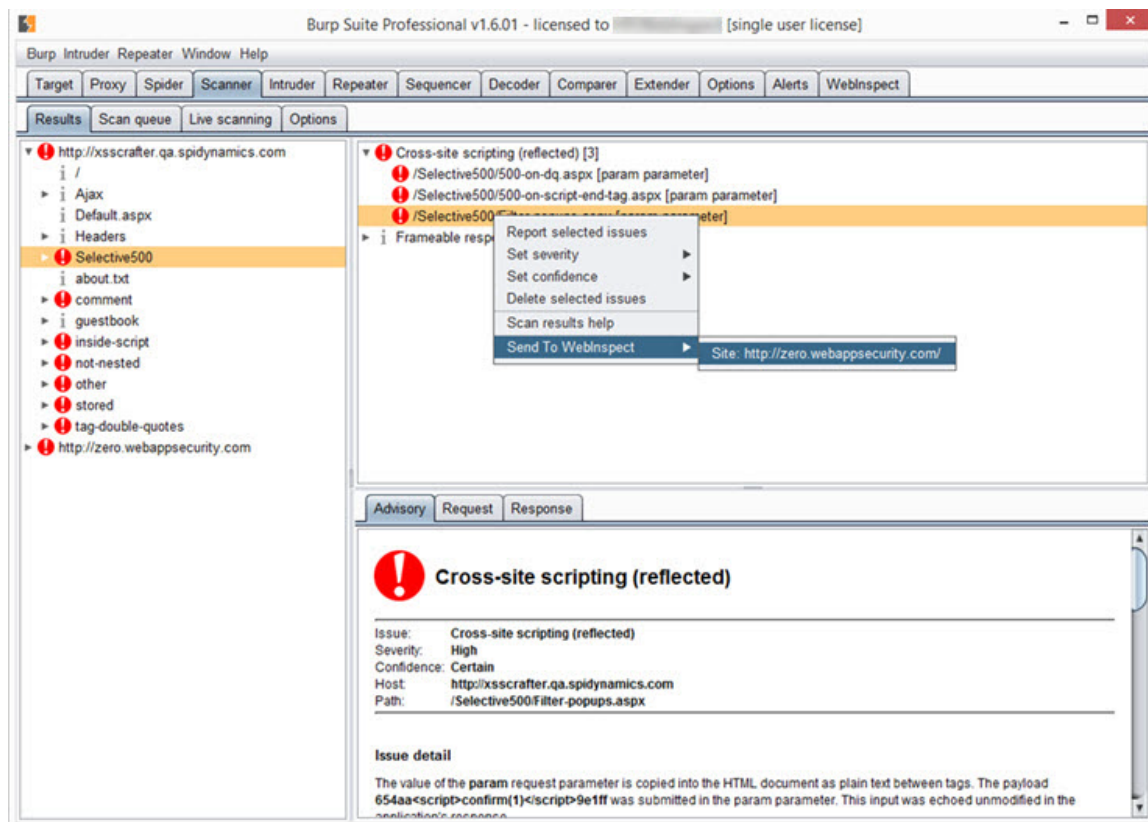 Burp Suite Professional v1.6.01 - licensed to [single user license]
Burp Intruder Repeater Window Help
Target Proxy Spider Scanner Intruder Repeater Sequencer Decoder Comparer Extender Options Alerts WebInspect
Results Scan queue Live scanning Options
http://xsscrafter.qa.spidynamics.com
/
Ajax
Default.aspx
Headers
Selective500
about.txt
comment
guestbook
inside-script
not-nested
other
stored
tag-double-quotes
http://zero.webappsecurity.com
Cross-site scripting (reflected) [3]
/Selective500/500-on-dq.aspx [param parameter]
/Selective500/500-on-script-end-tag.aspx [param parameter]
/Selective500/Filter-popups.aspx [param parameter]
Frameable resp
Report selected issues
Set severity
Set confidence
Delete selected issues
Scan results help
Send To WebInspect
Site: http://zero.webappsecurity.com/
Advisory Request Response
Cross-site scripting (reflected)
Issue: Cross-site scripting (reflected)
Severity: High
Confidence: Certain
Host: http://xsscrafter.qa.spidynamics.com
Path: /Selective500/Filter-popups.aspx
Issue detail
The value of the param request parameter is copied into the HTML document as plain text between tags. The payload
654aa<script>confirm(1)</script>9e1ff was submitted in the param parameter. This input was echoed unmodified in the
application's response.